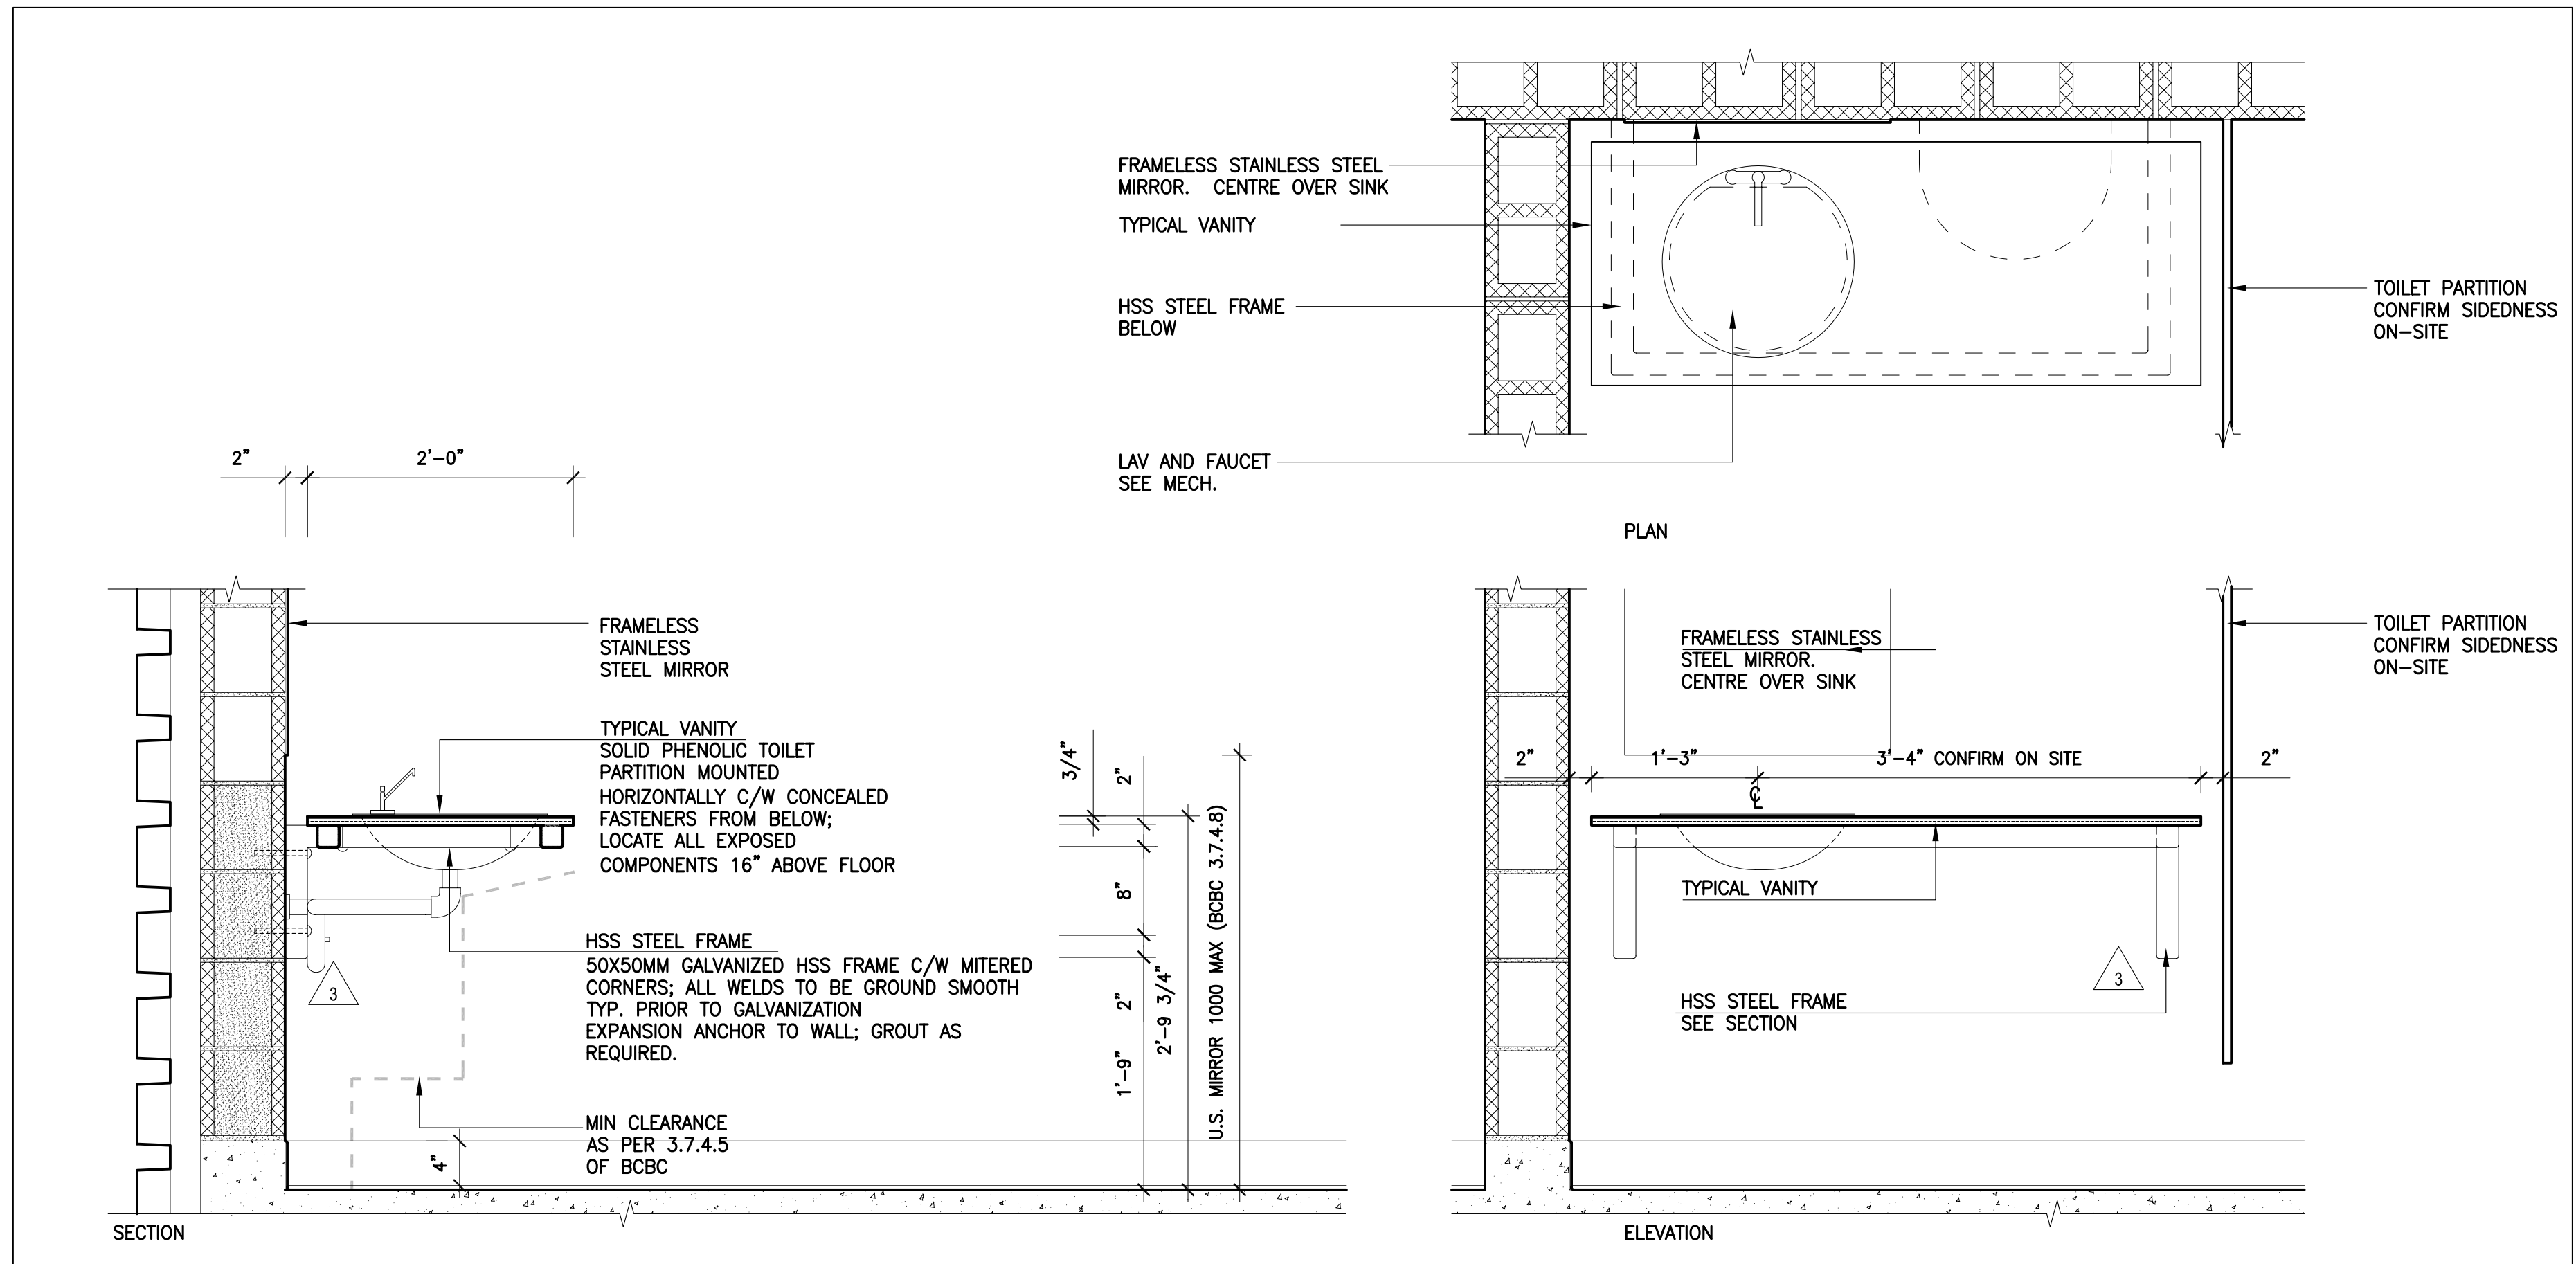 FRAMELESS STAINLESS STEEL
MIRROR. CENTRE OVER SINK
TYPICAL VANITY
HSS STEEL FRAME
BELOW
LAV AND FAUCET
SEE MECH.
TOILET PARTITION
CONFIRM SIDEDNESS
ON-SITE
PLAN
2"
2'-0"
FRAMELESS
STAINLESS
STEEL MIRROR
TYPICAL VANITY
SOLID PHENOLIC TOILET
PARTITION MOUNTED
HORIZONTALLY C/W CONCEALED
FASTENERS FROM BELOW;
LOCATE ALL EXPOSED
COMPONENTS 16" ABOVE FLOOR
HSS STEEL FRAME
50X50MM GALVANIZED HSS FRAME C/W MITERED
CORNERS; ALL WELDS TO BE GROUND SMOOTH
TYP. PRIOR TO GALVANIZATION
EXPANSION ANCHOR TO WALL; GROUT AS
REQUIRED.
3
MIN CLEARANCE
AS PER 3.7.4.5
OF BCBC
4"
3/4"
2"
8"
2"
1'-9"
2'-9 3/4"
U.S. MIRROR 1000 MAX (BCBC 3.7.4.8)
SECTION
FRAMELESS STAINLESS
STEEL MIRROR.
CENTRE OVER SINK
TOILET PARTITION
CONFIRM SIDEDNESS
ON-SITE
2"
1'-3"
3'-4" CONFIRM ON SITE
2"
℄
TYPICAL VANITY
3
HSS STEEL FRAME
SEE SECTION
ELEVATION